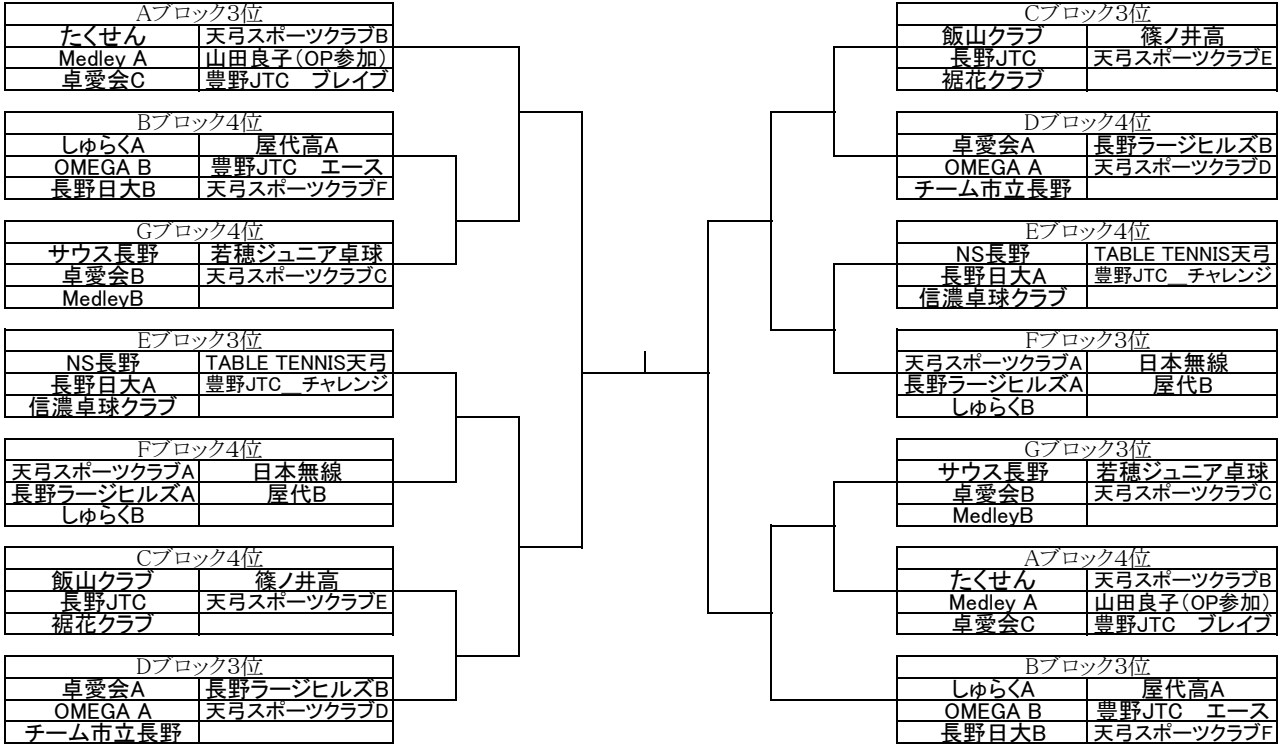 Aブロック3位
たくせん 天弓スポーツクラブB
Medley A 山田良子(OP参加)
卓愛会C 豊野JTC　ブレイブ
Bブロック4位
しゅらくA 屋代高A
OMEGA B 豊野JTC　エース
長野日大B 天弓スポーツクラブF
Gブロック4位
サウス長野 若穂ジュニア卓球
卓愛会B 天弓スポーツクラブC
MedleyB
Eブロック3位
NS長野 TABLE TENNIS天弓
長野日大A 豊野JTC__チャレンジ
信濃卓球クラブ
Fブロック4位
天弓スポーツクラブA 日本無線
長野ラージヒルズA 屋代B
しゅらくB
Cブロック4位
飯山クラブ 篠ノ井高
長野JTC 天弓スポーツクラブE
裾花クラブ
Dブロック3位
卓愛会A 長野ラージヒルズB
OMEGA A 天弓スポーツクラブD
チーム市立長野
Cブロック3位
飯山クラブ 篠ノ井高
長野JTC 天弓スポーツクラブE
裾花クラブ
Dブロック4位
卓愛会A 長野ラージヒルズB
OMEGA A 天弓スポーツクラブD
チーム市立長野
Eブロック4位
NS長野 TABLE TENNIS天弓
長野日大A 豊野JTC__チャレンジ
信濃卓球クラブ
Fブロック3位
天弓スポーツクラブA 日本無線
長野ラージヒルズA 屋代B
しゅらくB
Gブロック3位
サウス長野 若穂ジュニア卓球
卓愛会B 天弓スポーツクラブC
MedleyB
Aブロック4位
たくせん 天弓スポーツクラブB
Medley A 山田良子(OP参加)
卓愛会C 豊野JTC　ブレイブ
Bブロック3位
しゅらくA 屋代高A
OMEGA B 豊野JTC　エース
長野日大B 天弓スポーツクラブF